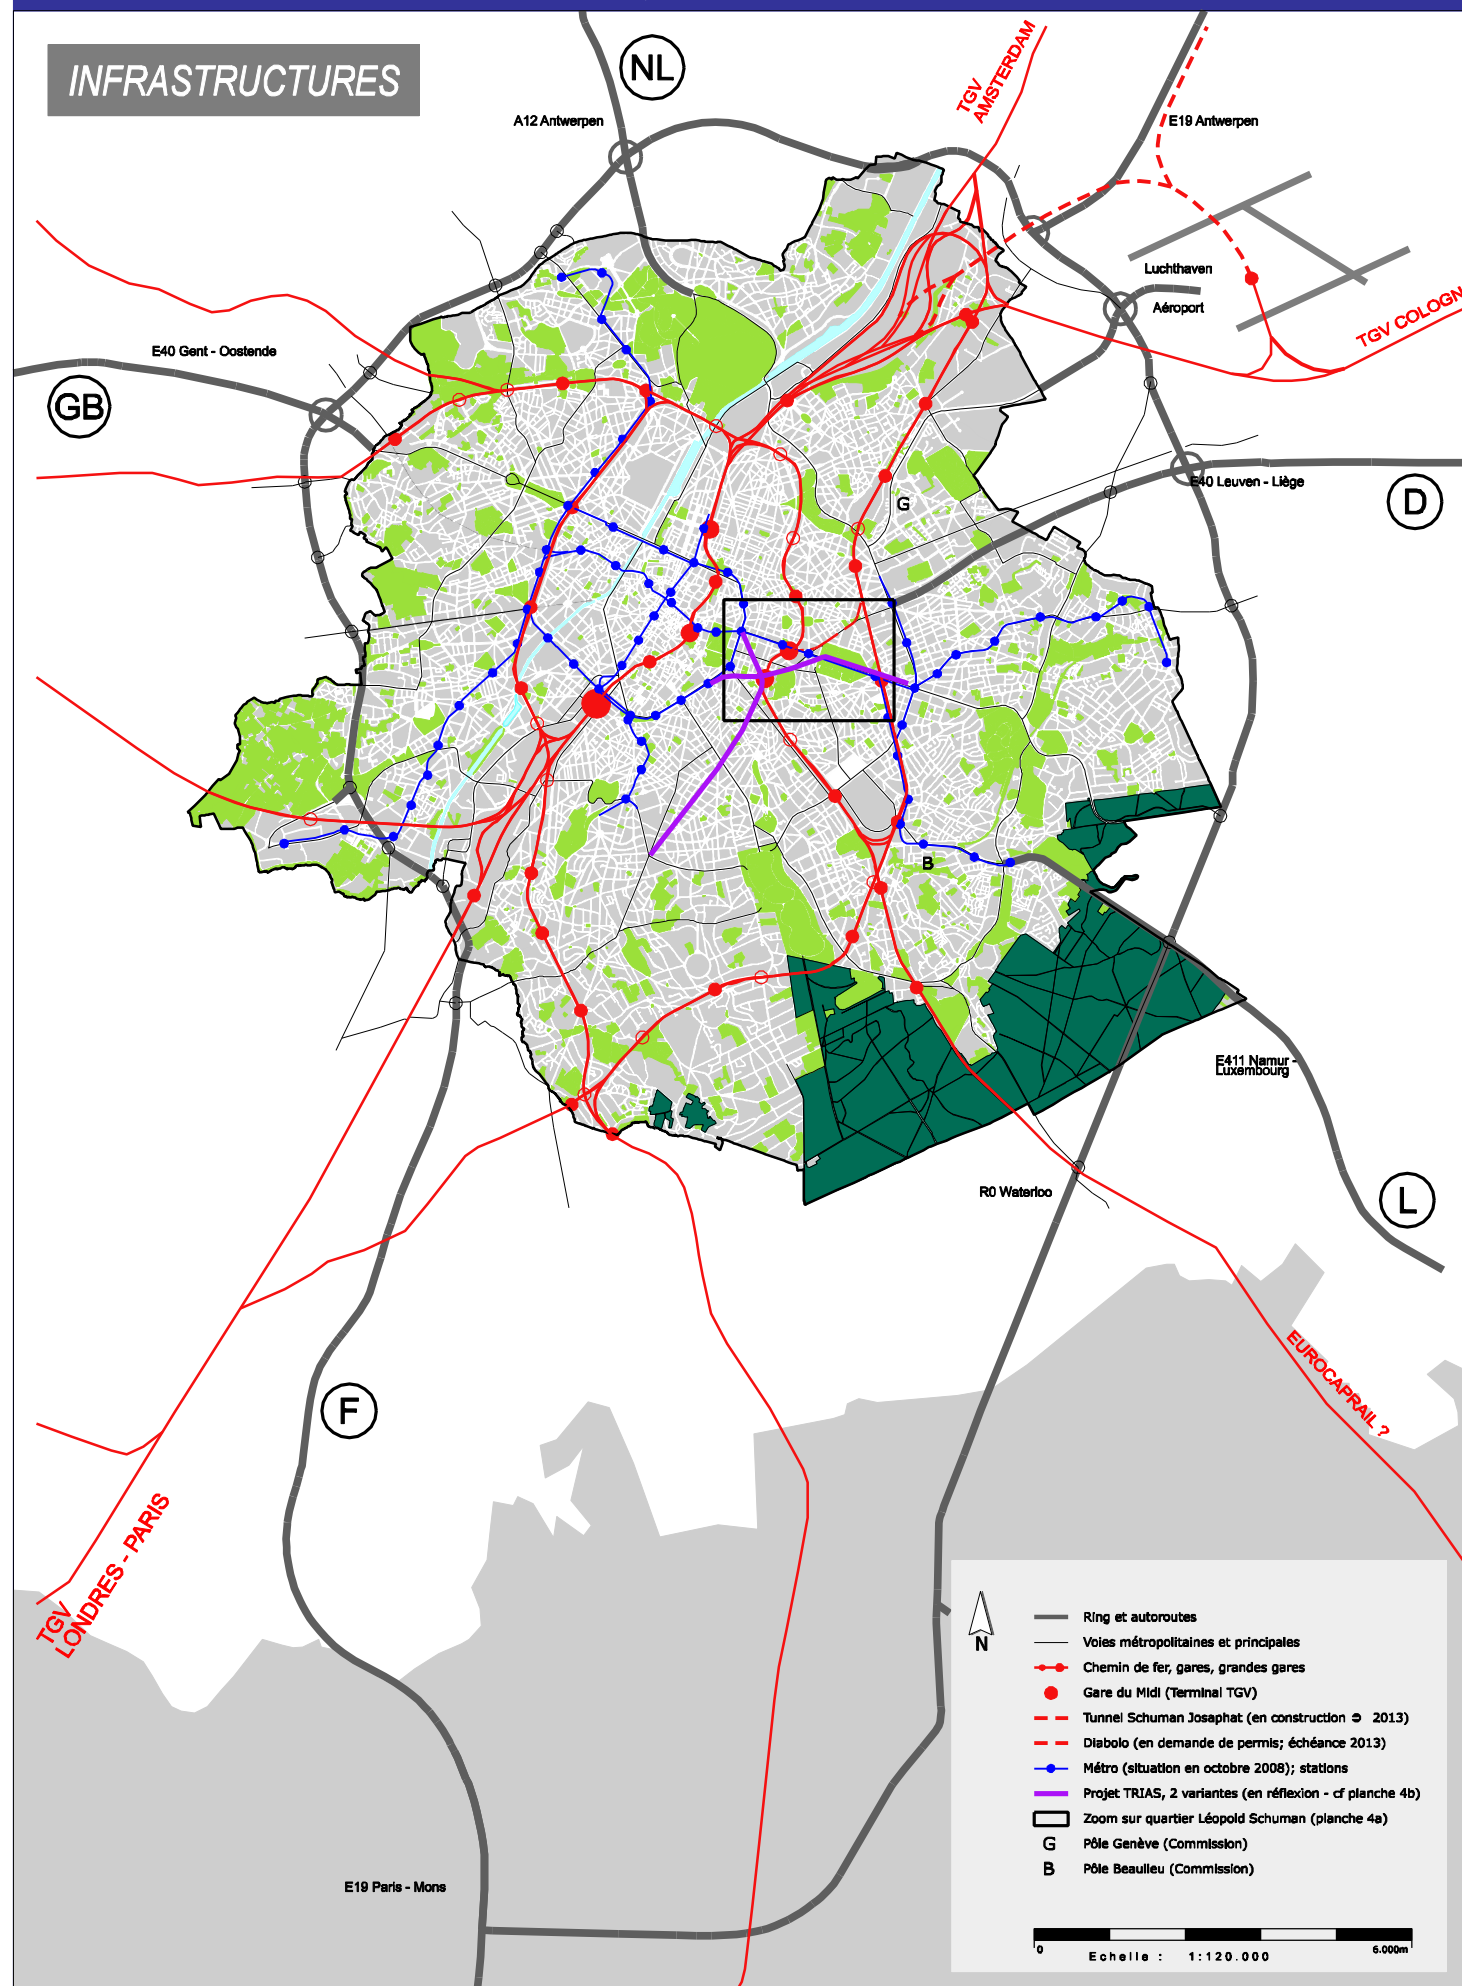 INFRASTRUCTURES
NL
TGV
AMSTERDAM
A12 Antwerpen
E19 Antwerpen
Luchthaven
Aéroport
TGV COLOGN
E40 Gent - Oostende
GB
E40 Leuven - Liège
D
G
B
E411 Namur -
Luxembourg
R0 Waterloo
L
EUROCAPRAIL ?
F
TGV
LONDRES - PARIS
E19 Paris - Mons
N
Ring et autoroutes
Voies métropolitaines et principales
Chemin de fer, gares, grandes gares
Gare du Midi (Terminal TGV)
Tunnel Schuman Josaphat (en construction ➲ 2013)
Diabolo (en demande de permis; échéance 2013)
Métro (situation en octobre 2008); stations
Projet TRIAS, 2 variantes (en réflexion - cf planche 4b)
Zoom sur quartier Léopold Schuman (planche 4a)
G Pôle Genève (Commission)
B Pôle Beaulieu (Commission)
0 6.000m
Echelle : 1:120.000